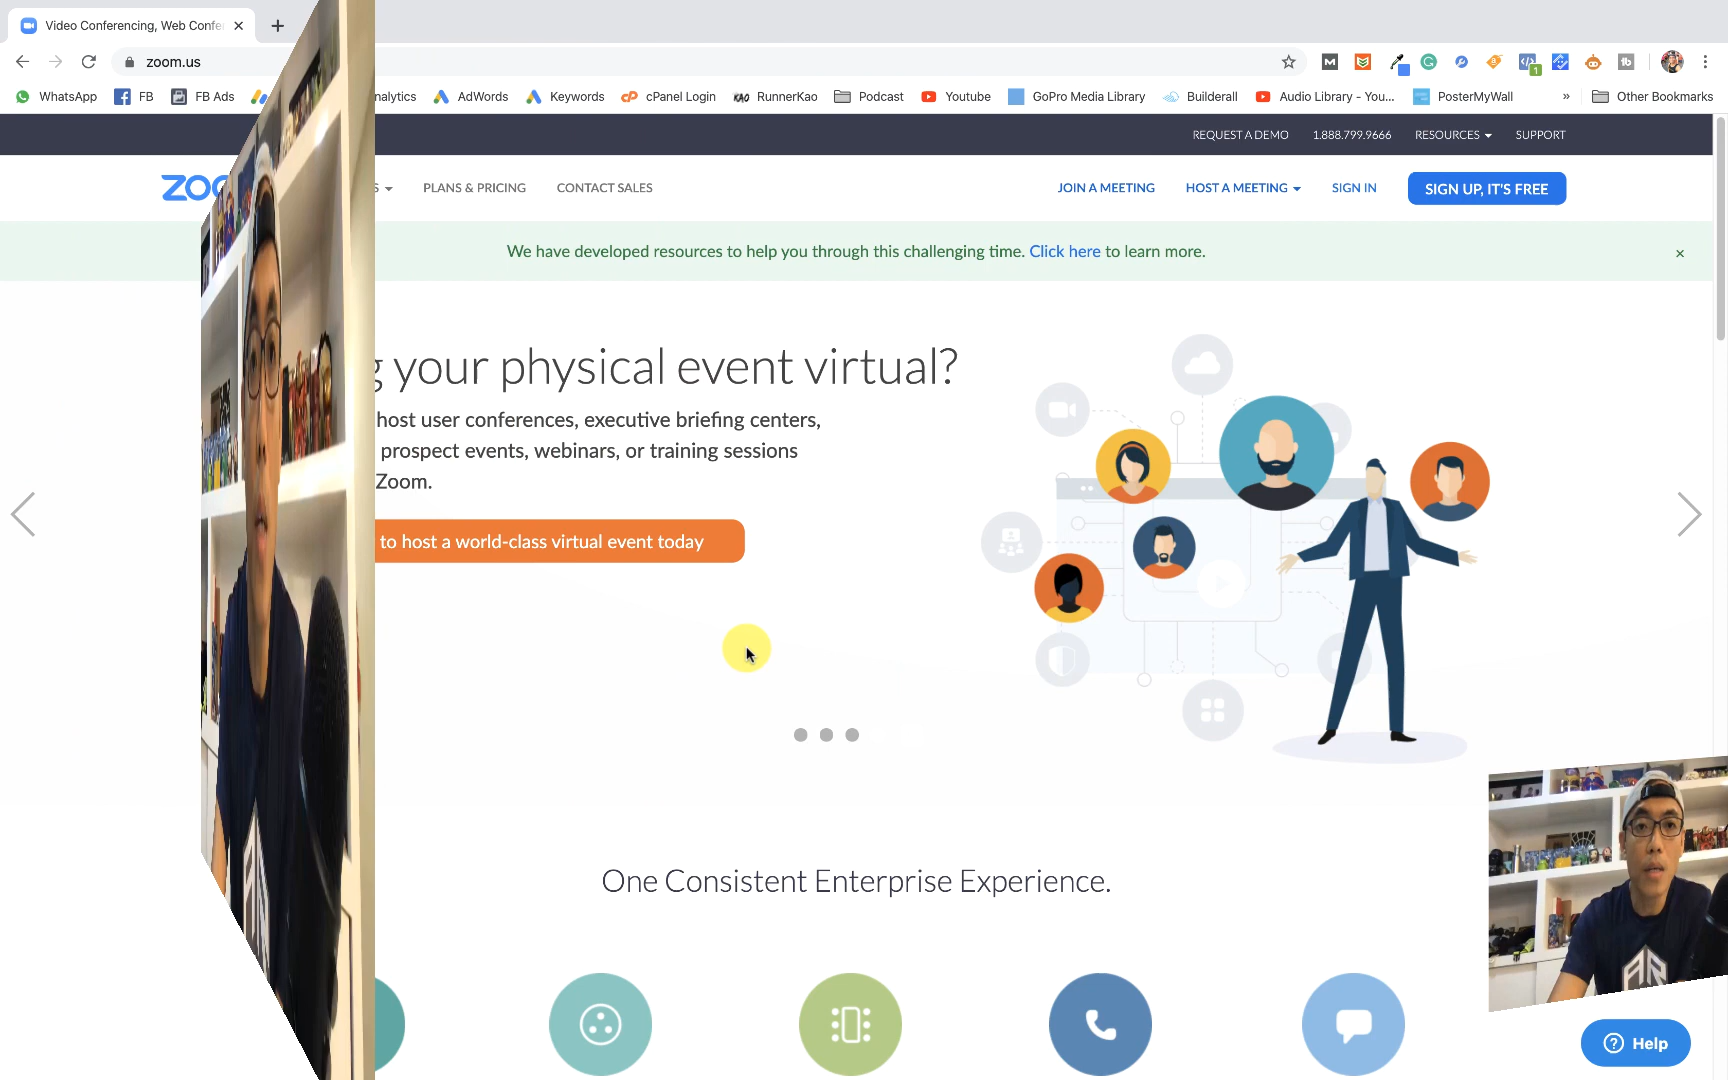 Video Conferencing, Web Confe
zoom.us
WhatsApp FB FB Ads nalytics AdWords Keywords cPanel Login RunnerKao Podcast Youtube GoPro Media Library Builderall Audio Library - You... PosterMyWall » Other Bookmarks
REQUEST A DEMO 1.888.799.9666 RESOURCES SUPPORT
ZOO S PLANS & PRICING CONTACT SALES JOIN A MEETING HOST A MEETING SIGN IN SIGN UP, IT'S FREE
We have developed resources to help you through this challenging time. Click here to learn more.
g your physical event virtual?
host user conferences, executive briefing centers,
prospect events, webinars, or training sessions
Zoom.
to host a world-class virtual event today
One Consistent Enterprise Experience.
AR
Help